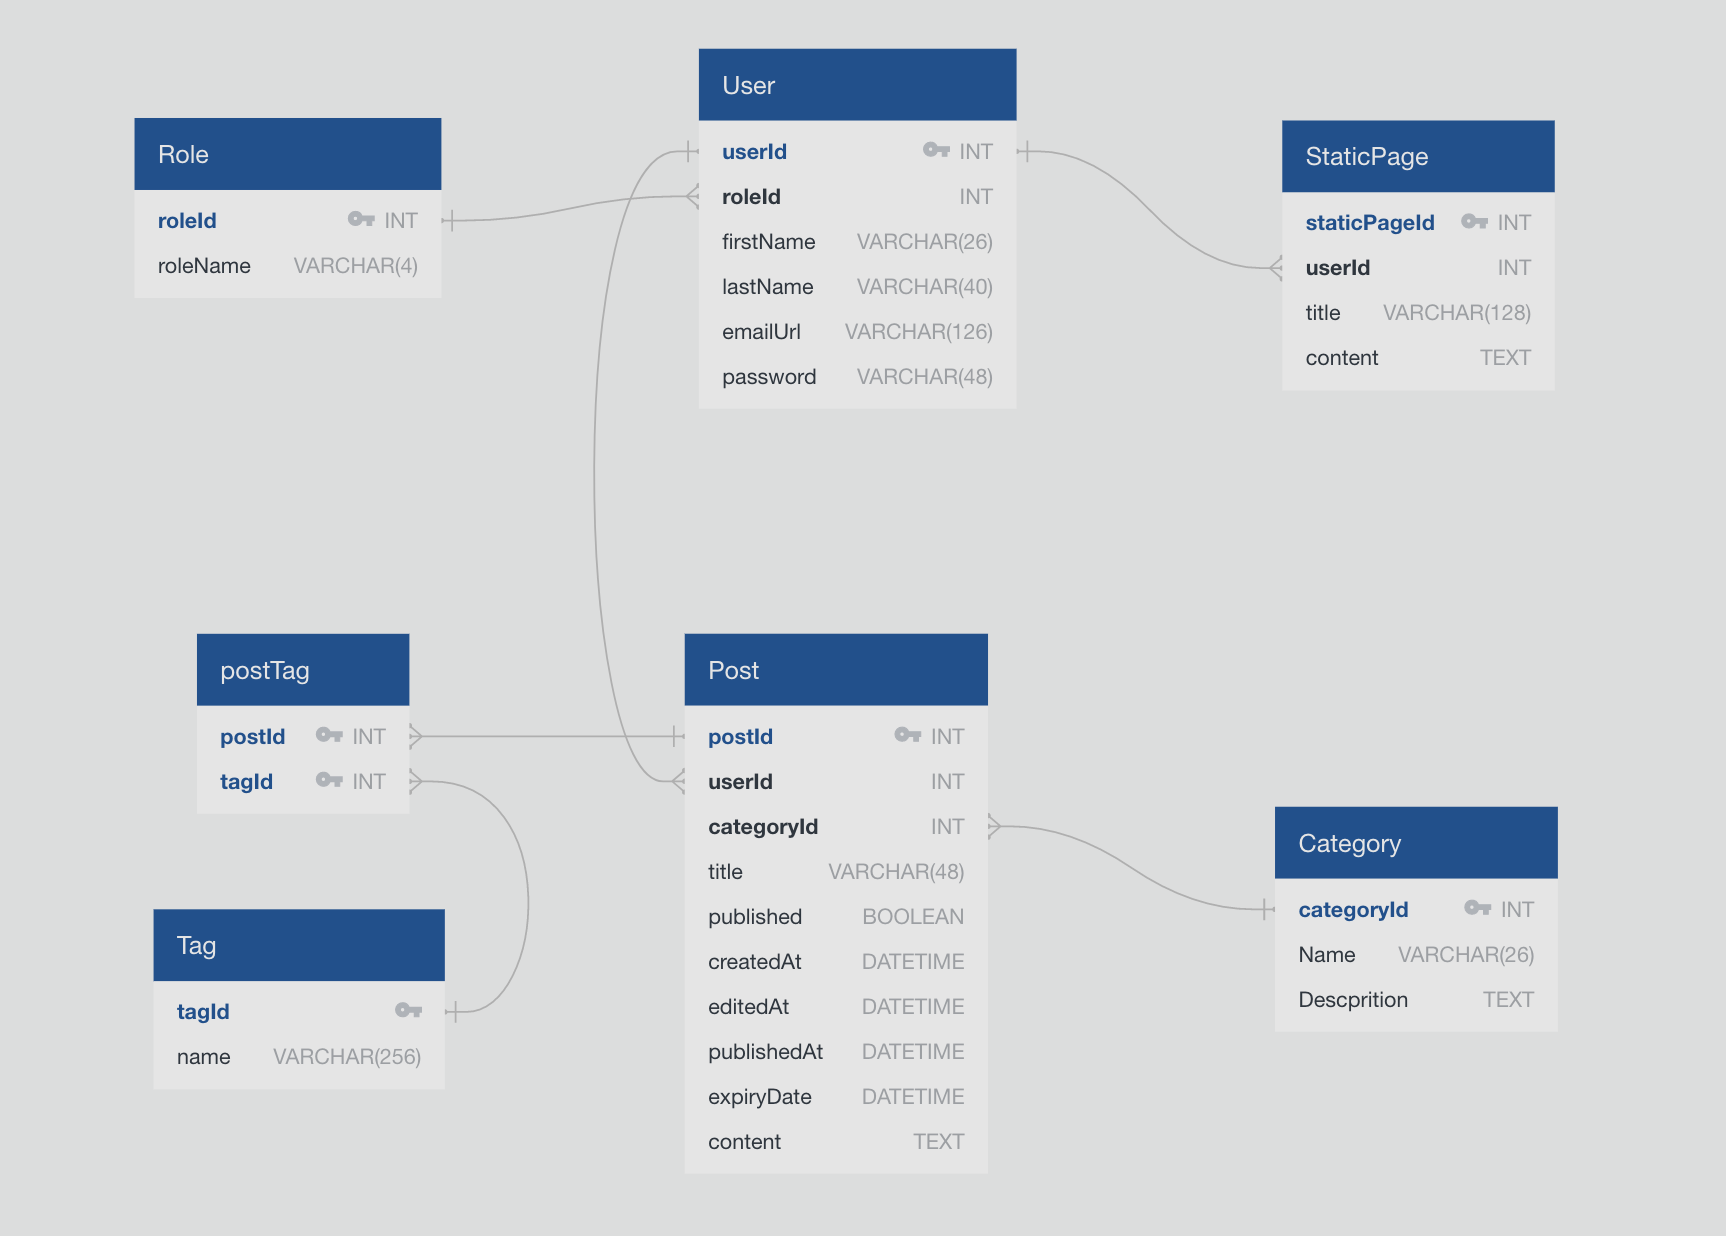 User
userId INT
roleId INT
firstName VARCHAR(26)
lastName VARCHAR(40)
emailUrl VARCHAR(126)
password VARCHAR(48)
Role
roleId INT
roleName VARCHAR(4)
StaticPage
staticPageId INT
userId INT
title VARCHAR(128)
content TEXT
postTag
postId INT
tagId INT
Post
postId INT
userId INT
categoryId INT
title VARCHAR(48)
published BOOLEAN
createdAt DATETIME
editedAt DATETIME
publishedAt DATETIME
expiryDate DATETIME
content TEXT
Category
categoryId INT
Name VARCHAR(26)
Descprition TEXT
Tag
tagId
name VARCHAR(256)